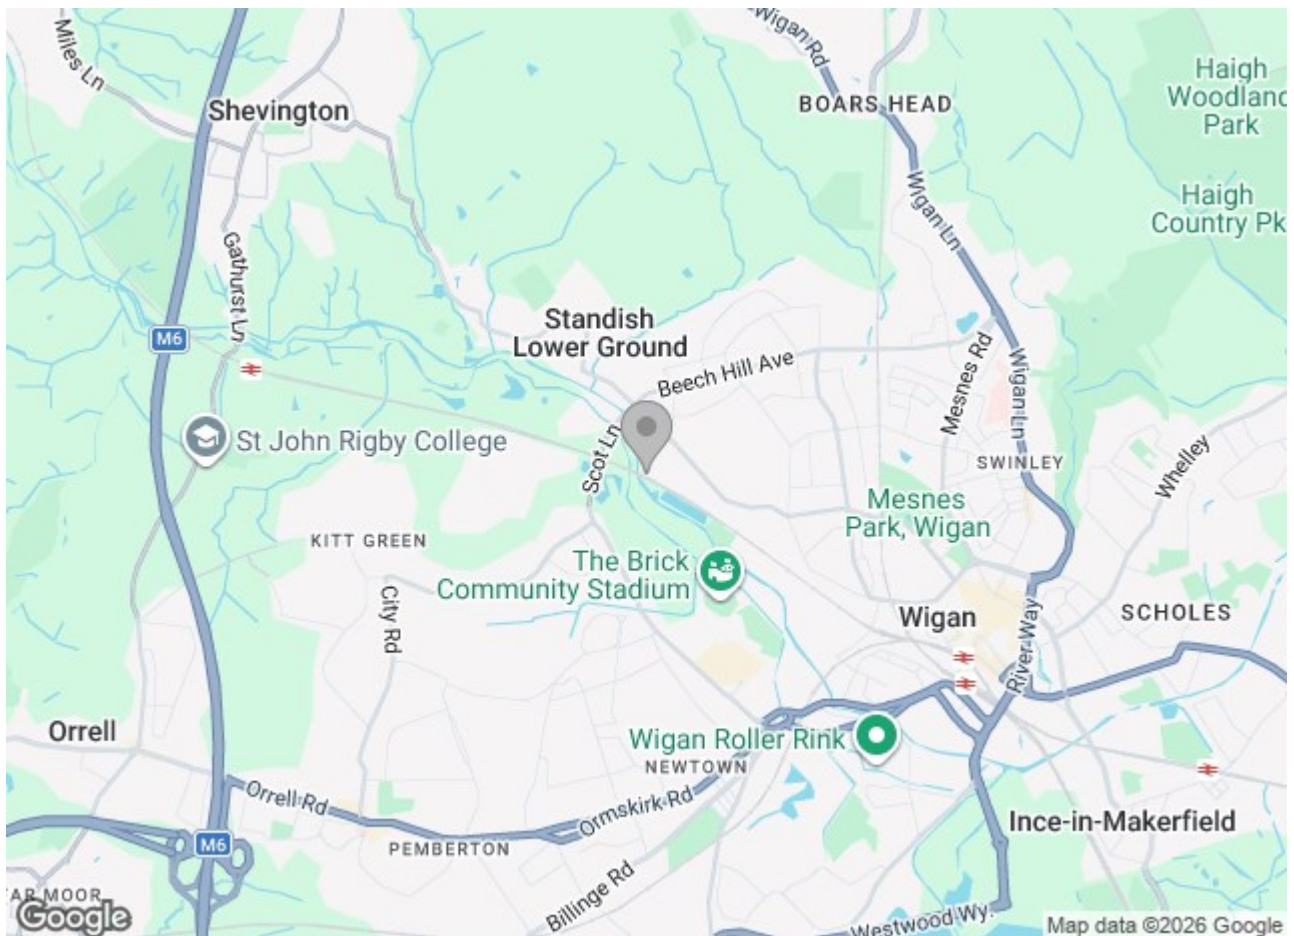 Miles Ln
Wigan Rd
Shevington
BOARS HEAD
Haigh
Woodland
Park
Wigan Ln
Haigh
Country Pk
Gathurst Ln
M6
Standish
Lower Ground
Beech Hill Ave
Mesnes Rd
Wigan Ln
St John Rigby College
Scot Ln
SWINLEY
Whelley
Mesnes
Park, Wigan
KITT GREEN
The Brick
Community Stadium
City Rd
Wigan
River Way
SCHOLES
Orrell
Wigan Roller Rink
NEWTOWN
Orrell Rd
Ormskirk Rd
Ince-in-Makerfield
M6
PEMBERTON
Billinge Rd
AR MOOR
Westwood Wy.
Google
Map data ©2026 Google